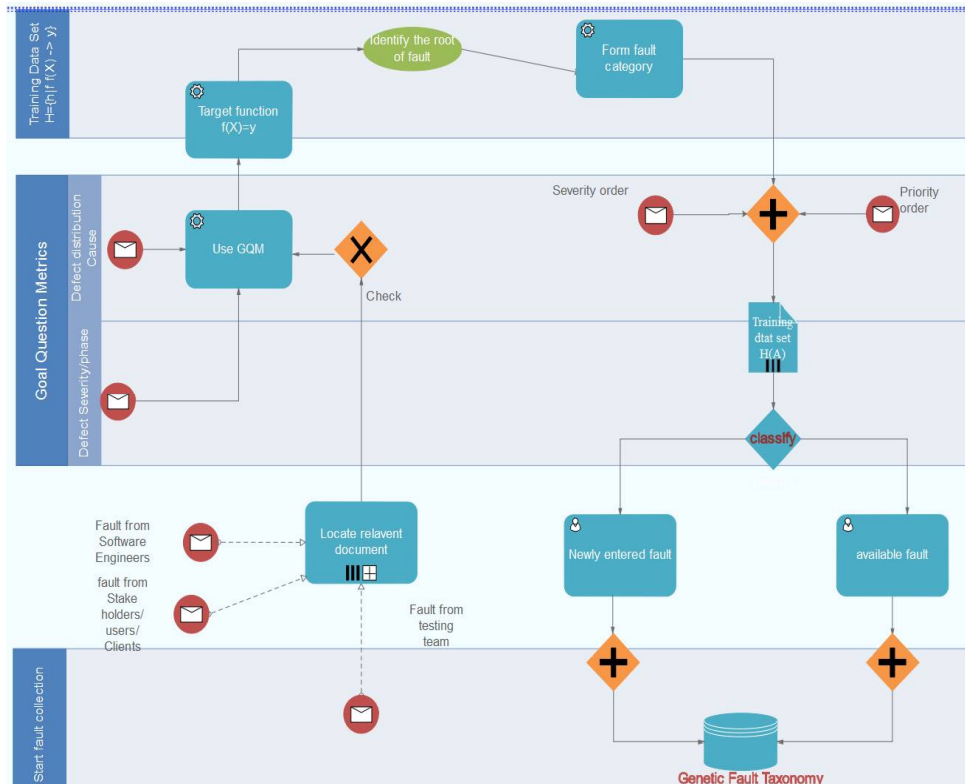 Training Data Set
H={h| f f(X) -> y}
Identify the root
of fault
Form fault
category
Target function
f(X)=y
Goal Question Metrics
Defect distribution
Cause
Use GQM
Check
Severity order
Priority
order
Defect Severity/phase
Training
dtat set
H(A)
classify
Fault from
Software
Engineers
fault from
Stake
holders/
users/
Clients
Locate relavent
document
Fault from
testing
team
Newly entered fault
available fault
Start fault collection
Genetic Fault Taxonomy